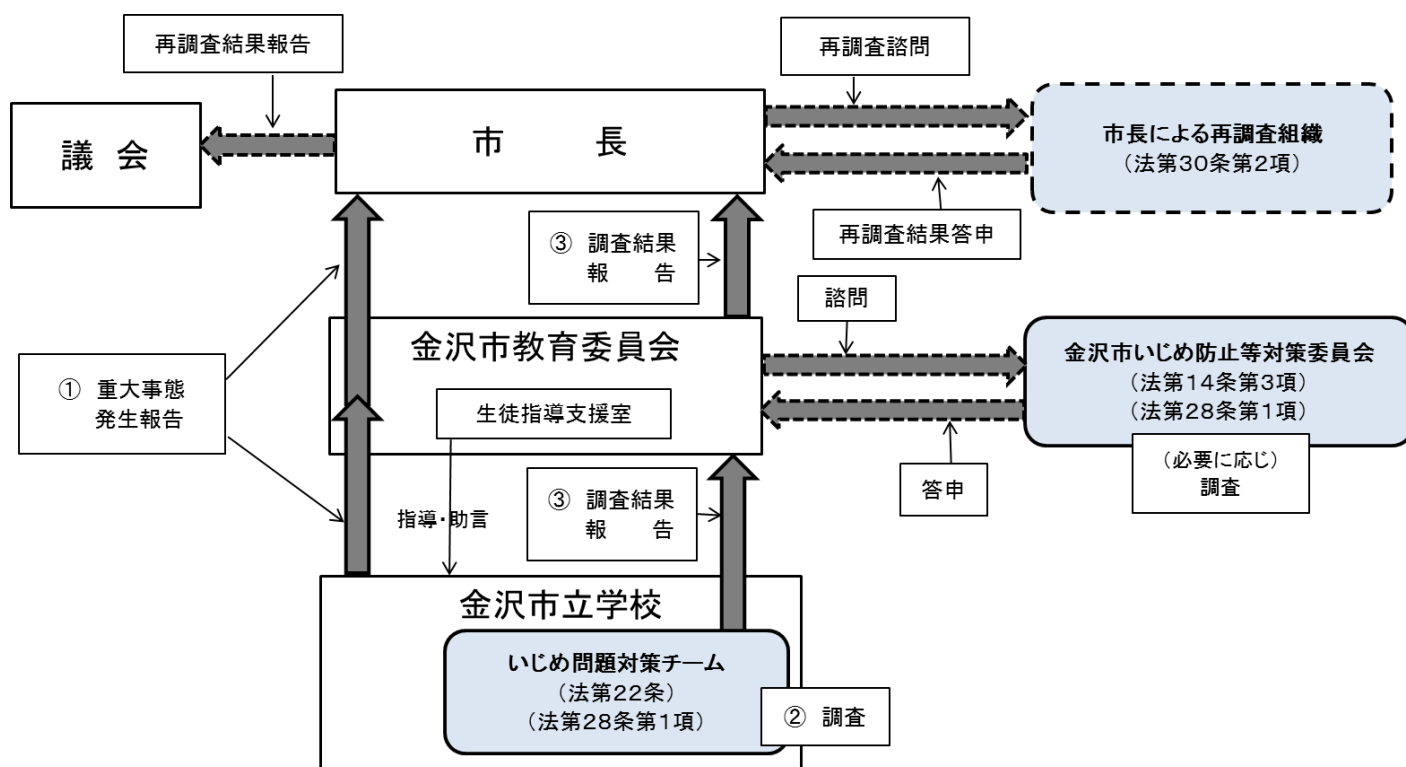 再調査結果報告
再調査諮問
議 会
市 長
市長による再調査組織
（法第30条第2項）
再調査結果答申
③ 調査結果
報 告
諮問
① 重大事態
発生報告
金沢市教育委員会
生徒指導支援室
金沢市いじめ防止等対策委員会
（法第14条第3項）
（法第28条第1項）
（必要に応じ）
調査
答申
指導・助言
③ 調査結果
報 告
金沢市立学校
いじめ問題対策チーム
（法第22条）
（法第28条第1項）
② 調査